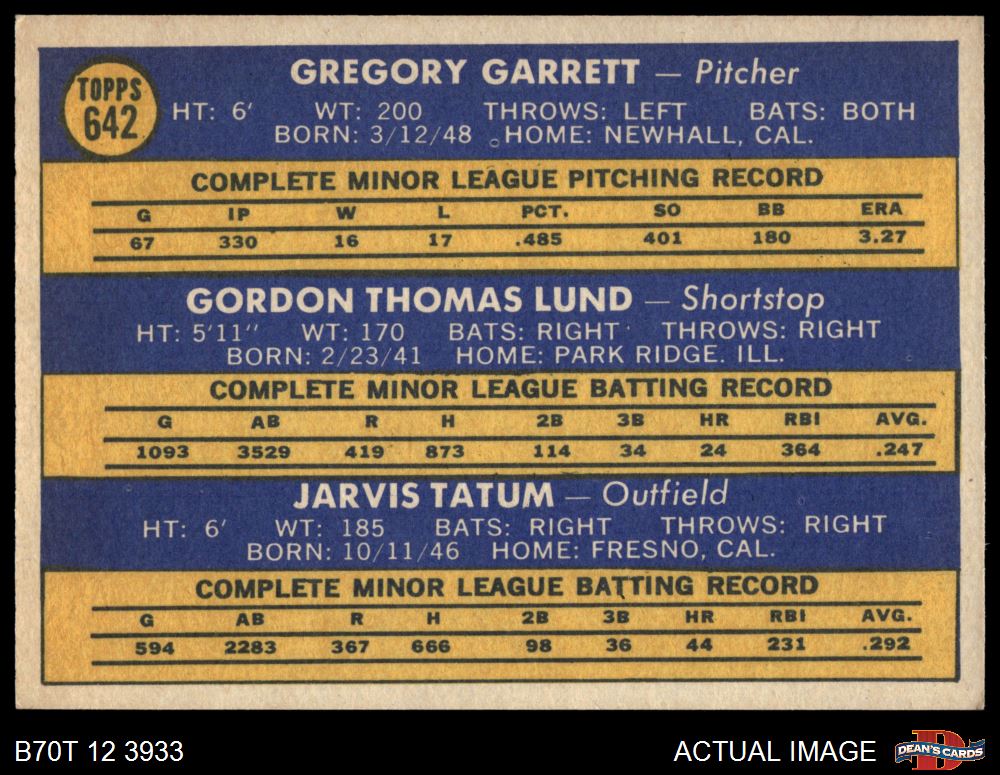 TOPPS
642
GREGORY GARRETT — Pitcher
HT: 6' WT: 200 THROWS: LEFT BATS: BOTH
BORN: 3/12/48 HOME: NEWHALL, CAL.
COMPLETE MINOR LEAGUE PITCHING RECORD
G IP W L PCT. SO BB ERA
67 330 16 17 .485 401 180 3.27
GORDON THOMAS LUND — Shortstop
HT: 5'11" WT: 170 BATS: RIGHT THROWS: RIGHT
BORN: 2/23/41 HOME: PARK RIDGE. ILL.
COMPLETE MINOR LEAGUE BATTING RECORD
G AB R H 2B 3B HR RBI AVG.
1093 3529 419 873 114 34 24 364 .247
JARVIS TATUM — Outfield
HT: 6' WT: 185 BATS: RIGHT THROWS: RIGHT
BORN: 10/11/46 HOME: FRESNO, CAL.
COMPLETE MINOR LEAGUE BATTING RECORD
G AB R H 2B 3B HR RBI AVG.
594 2283 367 666 98 36 44 231 .292
B70T 12 3933
ACTUAL IMAGE
D
DEAN'S CARDS